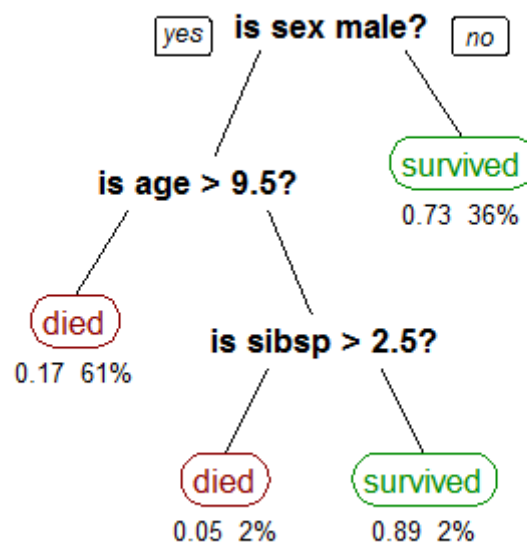 yes is sex male? no
survived
0.73 36%
is age > 9.5?
died
0.17 61%
is sibsp > 2.5?
died survived
0.05 2% 0.89 2%